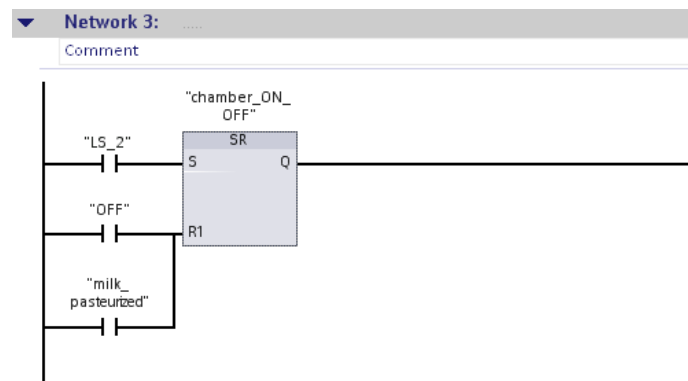 Network 3: .....
Comment
"chamber_ON_
OFF"
SR
"LS_2"
S Q
"OFF"
R1
"milk_
pasteurized"